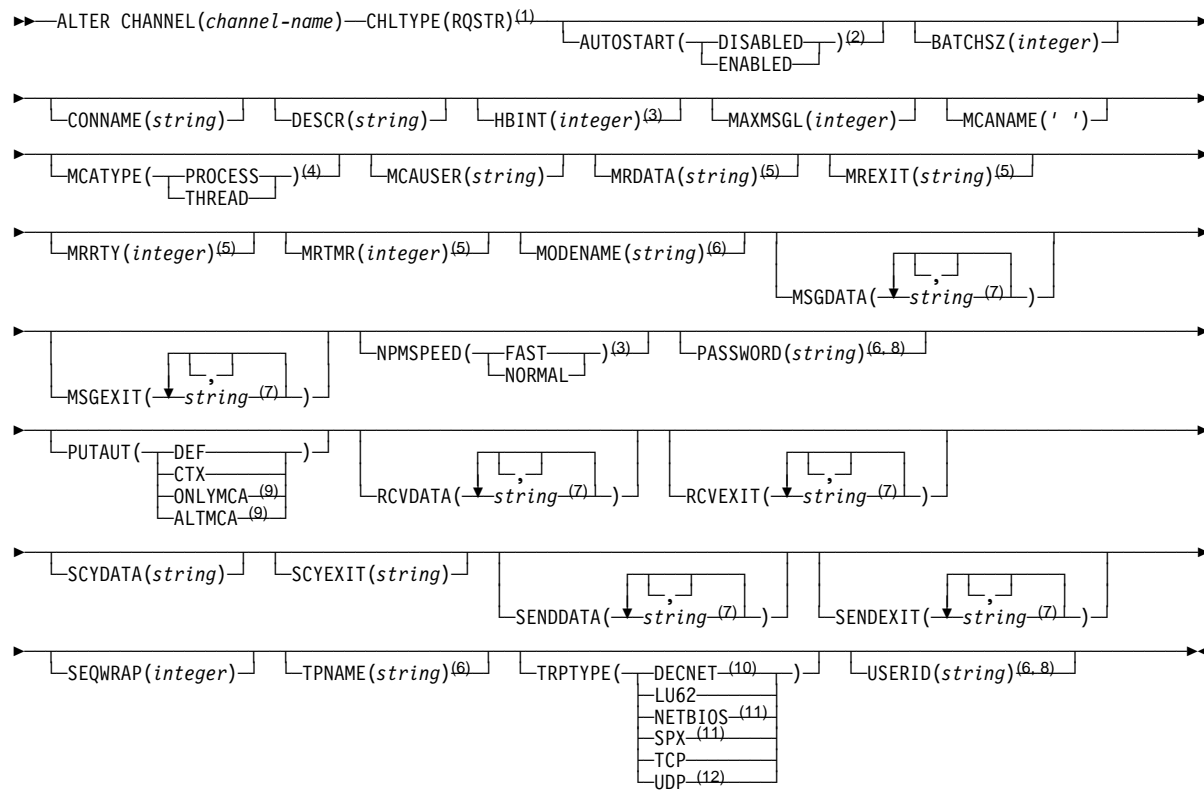 ALTER CHANNEL(channel-name) CHLTYPE(RQSTR)(1) AUTOSTART( DISABLED )(2) BATCHSZ(integer)
ENABLED
CONNAME(string) DESCR(string) HBINT(integer)(3) MAXMSGL(integer) MCANAME(' ')
MCATYPE( PROCESS )(4) MCAUSER(string) MRDATA(string)(5) MREXIT(string)(5)
THREAD
MRRTY(integer)(5) MRTMR(integer)(5) MODENAME(string)(6)
,
MSGDATA( string (7) )
NPMSPEED( FAST )(3) PASSWORD(string)(6, 8)
, NORMAL
MSGEXIT( string (7) )
PUTAUT( DEF )
CTX , ,
ONLYMCA (9) RCVDATA( string (7) ) RCVEXIT( string (7) )
ALTMCA (9)
SCYDATA(string) SCYEXIT(string)
, ,
SENDDATA( string (7) ) SENDEXIT( string (7) )
SEQWRAP(integer) TPNAME(string)(6) TRPTYPE( DECNET (10) ) USERID(string)(6, 8)
LU62
NETBIOS (11)
SPX (11)
TCP
UDP (12)